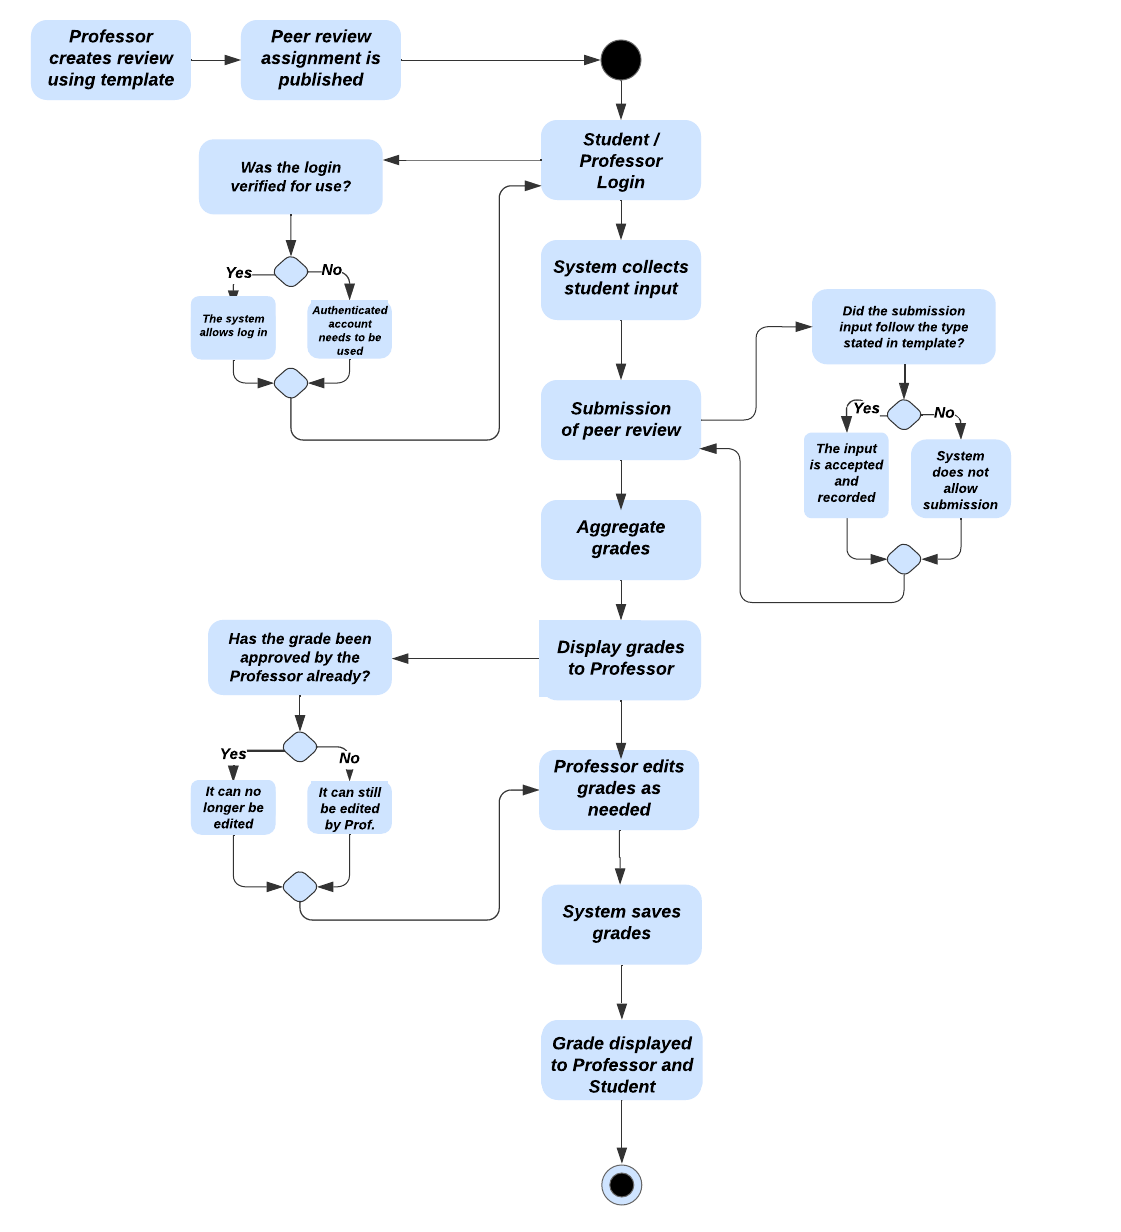 Professor
creates review
using template
Peer review
assignment is
published
Student /
Professor
Login
Was the login
verified for use?
Yes
No
The system
allows log in
Authenticated
account
needs to be
used
System collects
student input
Did the submission
input follow the type
stated in template?
Yes
No
The input
is accepted
and
recorded
System
does not
allow
submission
Submission
of peer review
Aggregate
grades
Display grades
to Professor
Has the grade been
approved by the
Professor already?
Yes
No
It can no
longer be
edited
It can still
be edited
by Prof.
Professor edits
grades as
needed
System saves
grades
Grade displayed
to Professor and
Student